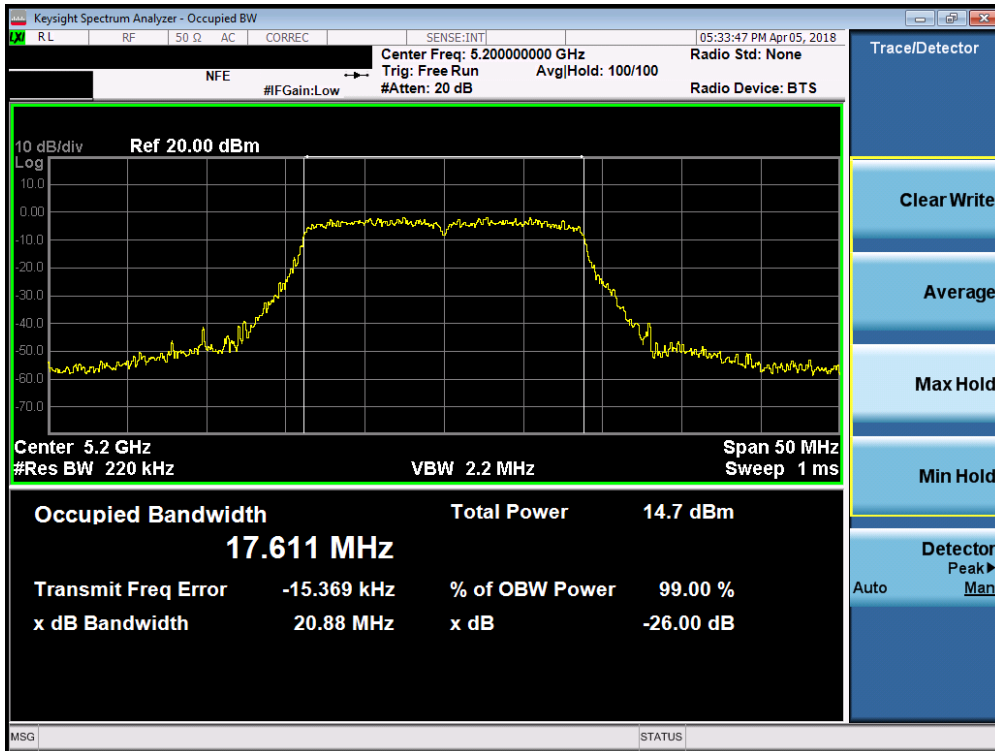 Keysight Spectrum Analyzer - Occupied BW
LXI RL RF 50 Ω AC CORREC SENSE:INT 05:33:47 PM Apr 05, 2018
Center Freq: 5.200000000 GHz Radio Std: None
NFE Trig: Free Run Avg|Hold: 100/100
#IFGain:Low #Atten: 20 dB Radio Device: BTS
Trace/Detector
10 dB/div Ref 20.00 dBm
Log
10.0
0.00
-10.0
-20.0
-30.0
-40.0
-50.0
-60.0
-70.0
Center 5.2 GHz Span 50 MHz
#Res BW 220 kHz VBW 2.2 MHz Sweep 1 ms
Occupied Bandwidth Total Power 14.7 dBm
17.611 MHz
Transmit Freq Error -15.369 kHz % of OBW Power 99.00 %
x dB Bandwidth 20.88 MHz x dB -26.00 dB
Clear Write
Average
Max Hold
Min Hold
Detector
Peak▶
Auto Man
MSG STATUS